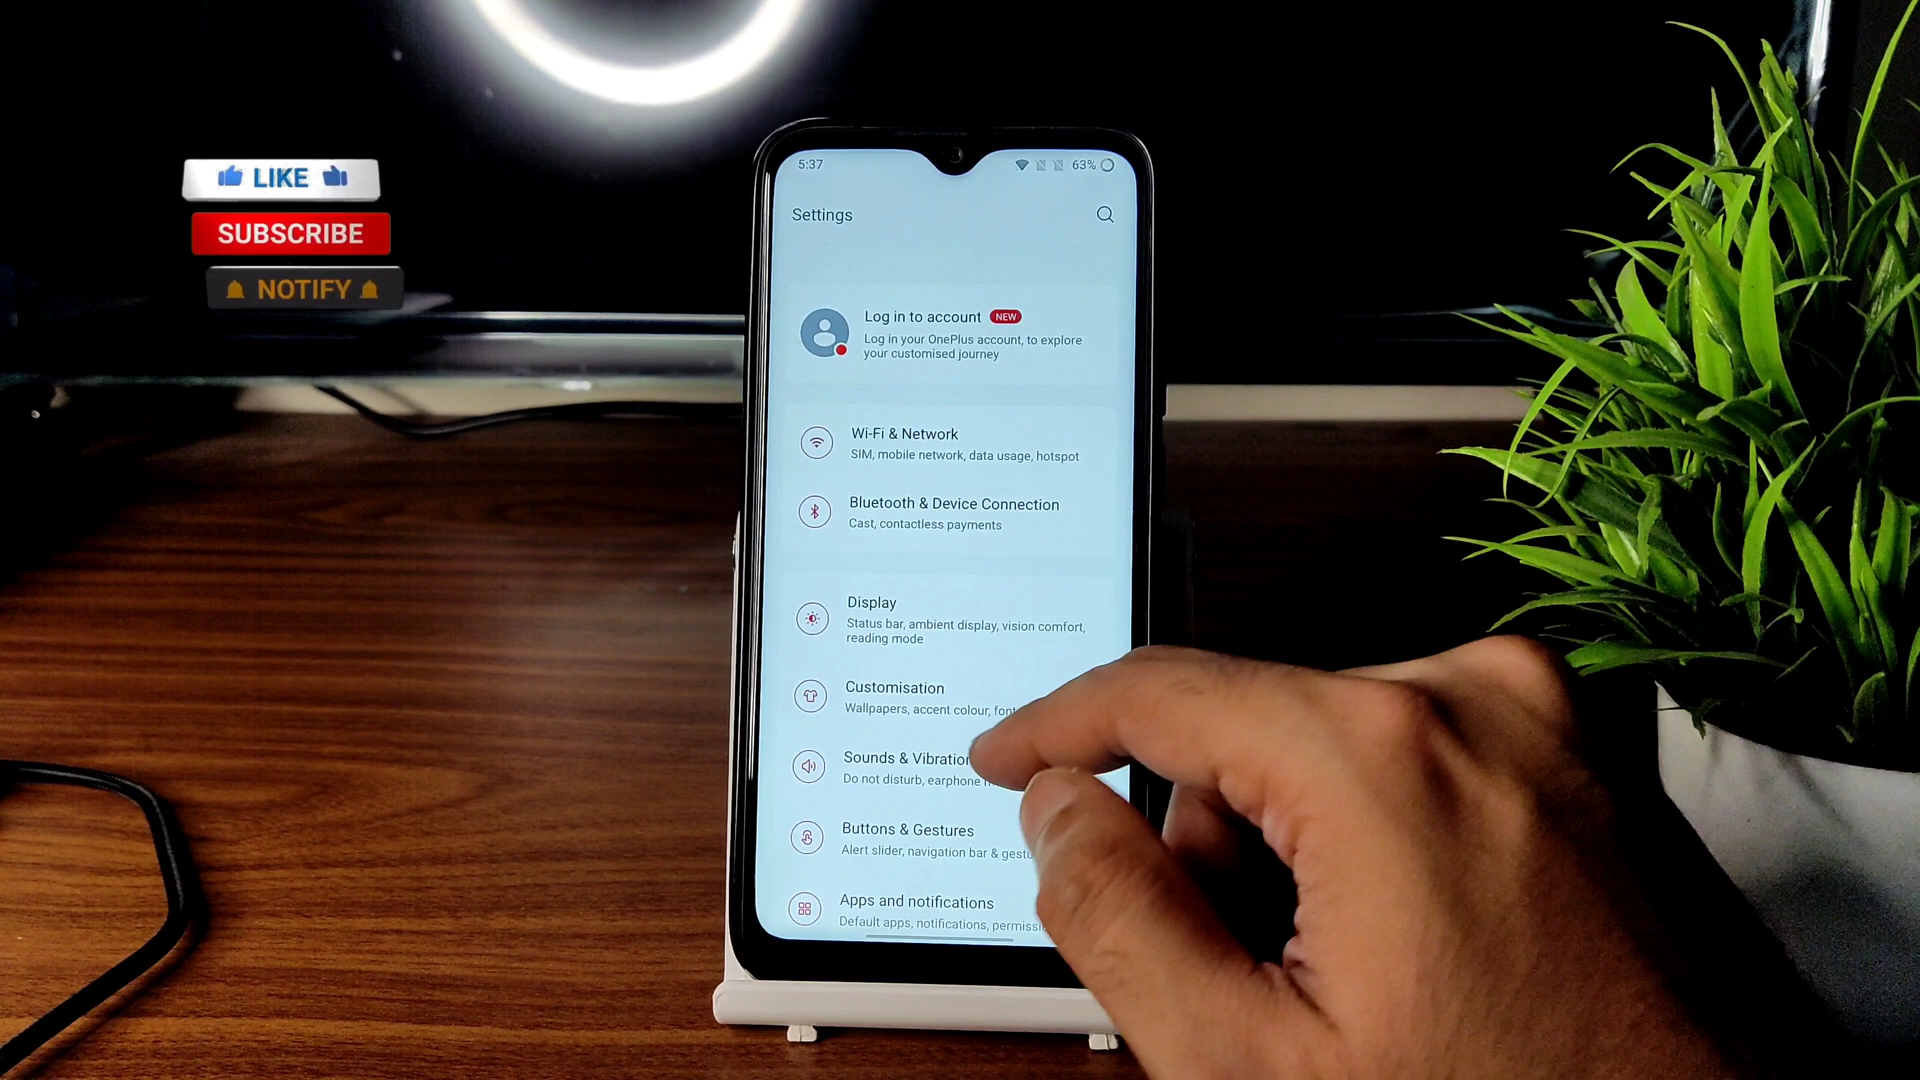 LIKE
SUBSCRIBE
NOTIFY
5:37
63%
Settings
Log in to account NEW
Log in your OnePlus account, to explore
your customised journey
Wi-Fi & Network
SIM, mobile network, data usage, hotspot
Bluetooth & Device Connection
Cast, contactless payments
Display
Status bar, ambient display, vision comfort,
reading mode
Customisation
Wallpapers, accent colour,
Sounds & Vibration
Do not disturb, earphone
Buttons & Gestures
Alert slider, navigation bar &
Apps and notifications
Default apps, notifications,